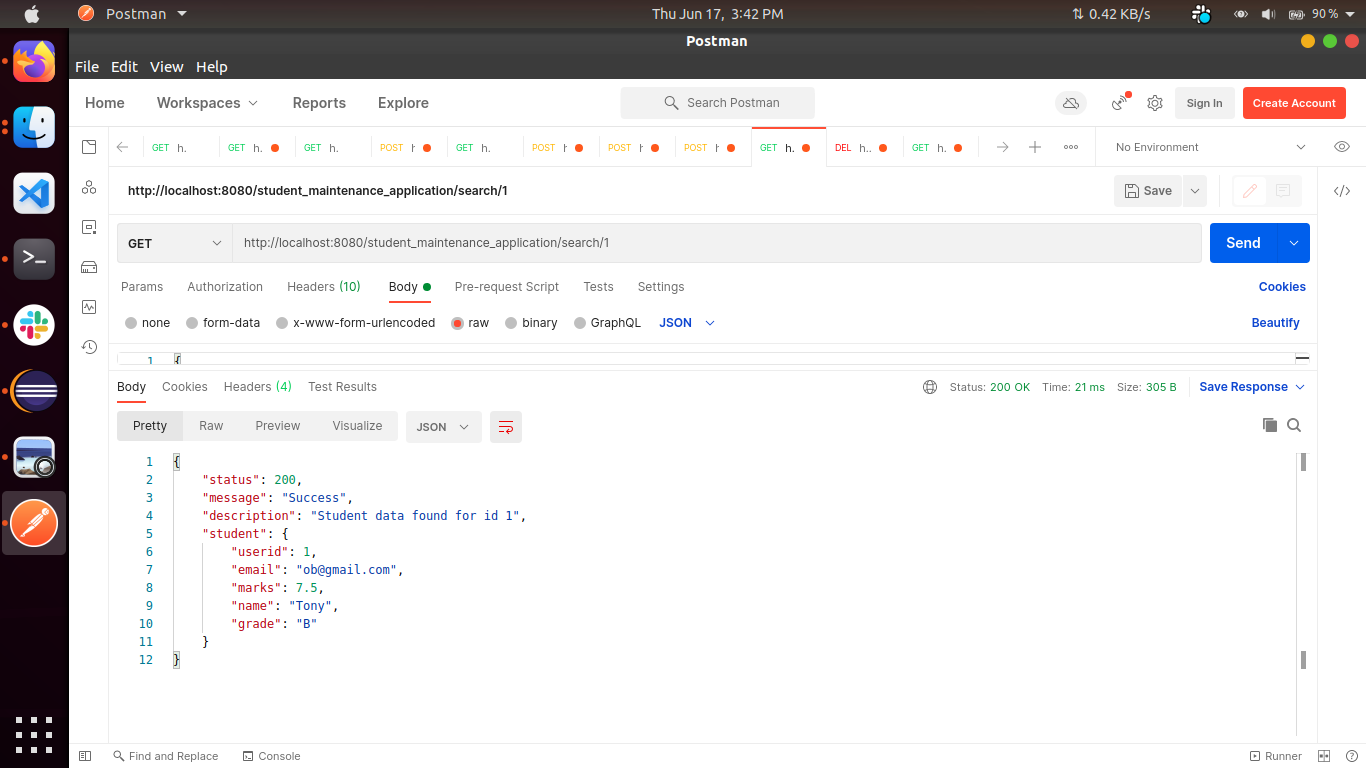 Postman
Thu Jun 17, 3:42 PM
0.42 KB/s
90 %
Postman
File Edit View Help
Home Workspaces Reports Explore
Search Postman
Sign In
Create Account
GET h. GET h. GET h. POST h GET h. POST h POST h POST h GET h. DEL h.. GET h.
No Environment
http://localhost:8080/student_maintenance_application/search/1
Save
GET
http://localhost:8080/student_maintenance_application/search/1
Send
Params Authorization Headers (10) Body Pre-request Script Tests Settings
Cookies
none form-data x-www-form-urlencoded raw binary GraphQL JSON
Beautify
1 {
Body Cookies Headers (4) Test Results
Status: 200 OK Time: 21 ms Size: 305 B
Save Response
Pretty Raw Preview Visualize JSON
1 {
2 "status": 200,
3 "message": "Success",
4 "description": "Student data found for id 1",
5 "student": {
6 "userid": 1,
7 "email": "ob@gmail.com",
8 "marks": 7.5,
9 "name": "Tony",
10 "grade": "B"
11 }
12 }
Find and Replace Console
Runner